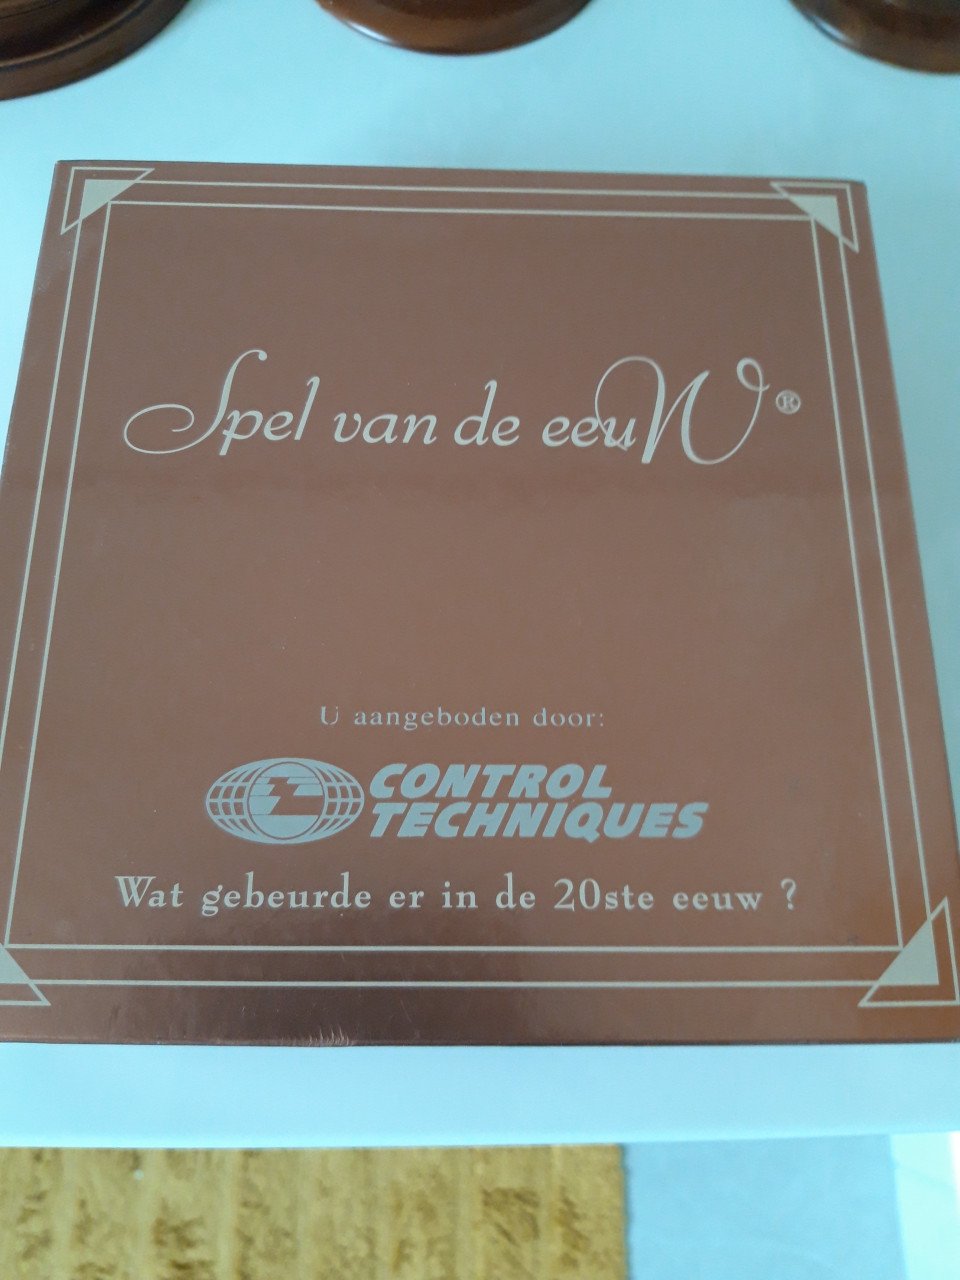 Spel van de eeuW®
U aangeboden door:
CONTROL
TECHNIQUES
Wat gebeurde er in de 20ste eeuw ?